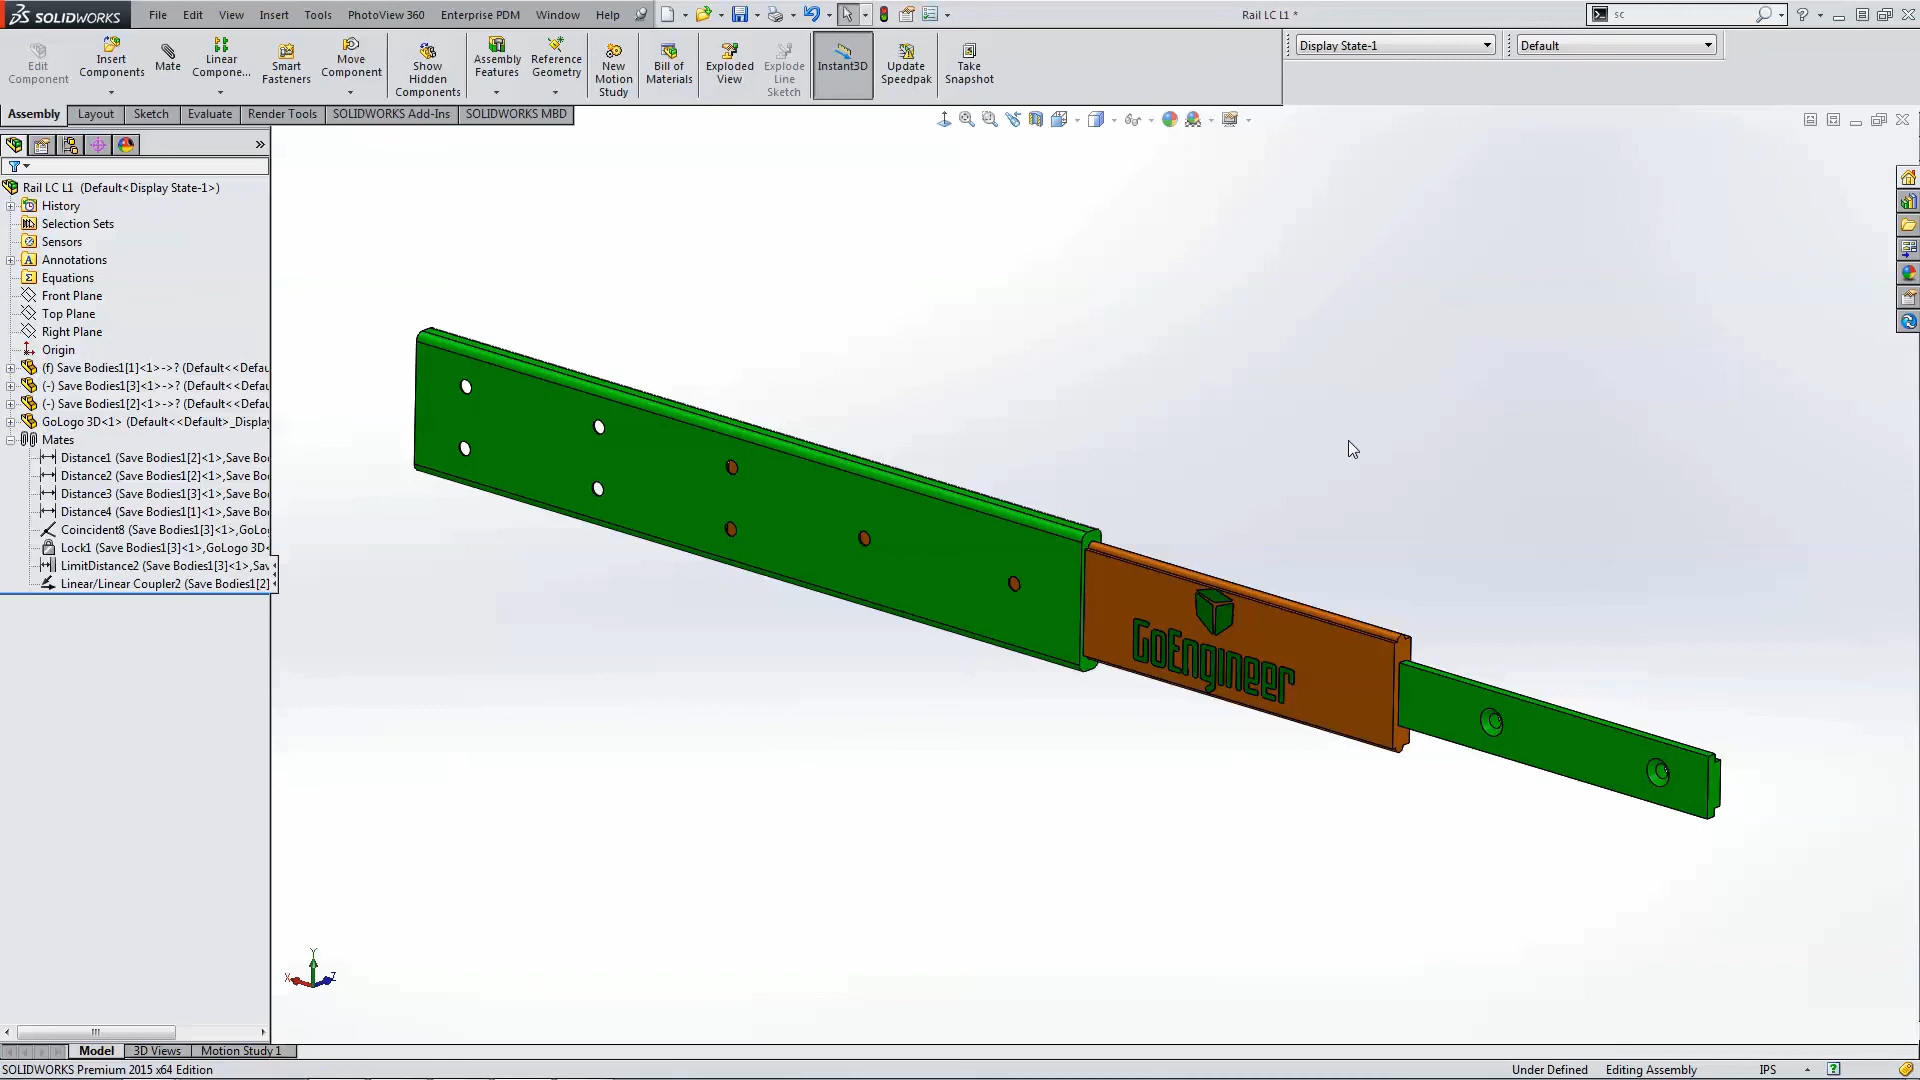 SOLIDWORKS File Edit View Insert Tools PhotoView 360 Enterprise PDM Window Help Rail LC L1 * sc
Edit Component
Insert Components
Mate
Linear Compone...
Smart Fasteners
Move Component
Show Hidden Components
Assembly Features
Reference Geometry
New Motion Study
Bill of Materials
Exploded View
Explode Line Sketch
Instant3D
Update Speedpak
Take Snapshot
Display State-1
Default
Assembly Layout Sketch Evaluate Render Tools SOLIDWORKS Add-Ins SOLIDWORKS MBD
Rail LC L1 (Default<Display State-1>)
History
Selection Sets
Sensors
Annotations
Equations
Front Plane
Top Plane
Right Plane
Origin
(f) Save Bodies1[1]<1>->? (Default<<Defau
(-) Save Bodies1[3]<1>->? (Default<<Defau
(-) Save Bodies1[2]<1>->? (Default<<Defau
GoLogo 3D<1> (Default<<Default>_Display
Mates
Distance1 (Save Bodies1[2]<1>,Save Bo
Distance2 (Save Bodies1[2]<1>,Save Bo
Distance3 (Save Bodies1[3]<1>,Save Bo
Distance4 (Save Bodies1[1]<1>,Save Bo
Coincident8 (Save Bodies1[3]<1>,GoLo
Lock1 (Save Bodies1[3]<1>,GoLogo 3D<
LimitDistance2 (Save Bodies1[3]<1>,Sav
Linear/Linear Coupler2 (Save Bodies1[2]
GoEngineer
Y
X
Z
Model 3D Views Motion Study 1
SOLIDWORKS Premium 2015 x64 Edition Under Defined Editing Assembly IPS